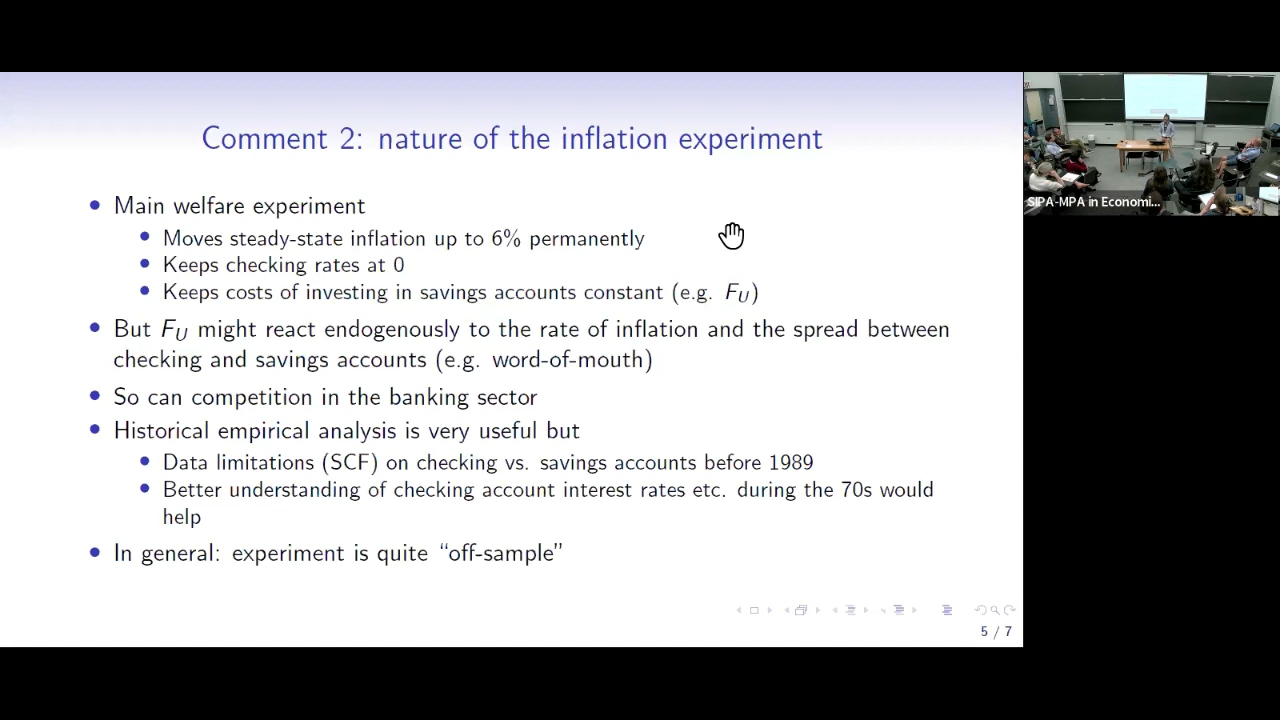 Comment 2: nature of the inflation experiment
• Main welfare experiment
• Moves steady-state inflation up to 6% permanently
• Keeps checking rates at 0
• Keeps costs of investing in savings accounts constant (e.g. F_U)
• But F_U might react endogenously to the rate of inflation and the spread between
checking and savings accounts (e.g. word-of-mouth)
• So can competition in the banking sector
• Historical empirical analysis is very useful but
• Data limitations (SCF) on checking vs. savings accounts before 1989
• Better understanding of checking account interest rates etc. during the 70s would
help
• In general: experiment is quite “off-sample”
5 / 7
SIPA-MPA in Economi...